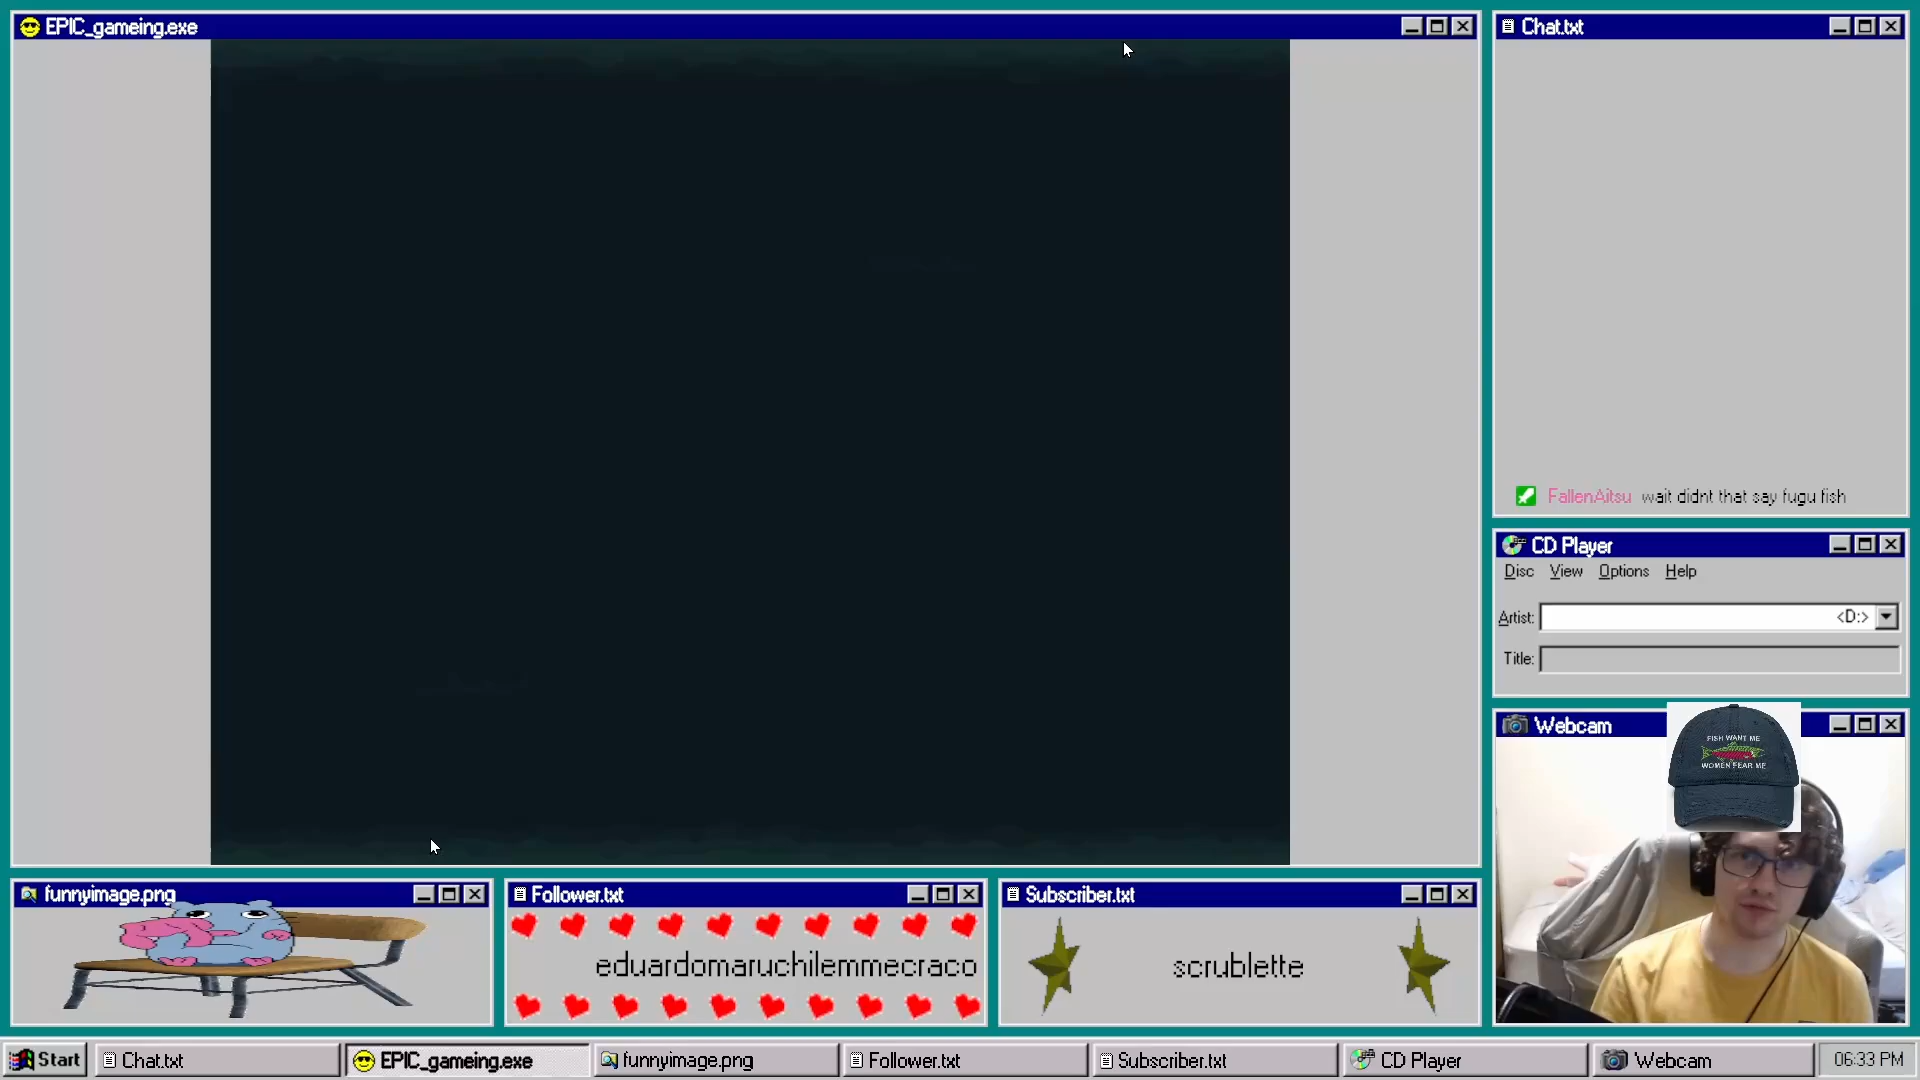 EPIC_gameing.exe
Chat.txt
FallenAitsu wait didnt that say fugu fish
CD Player
Disc View Options Help
Artist: <D:>
Title:
Webcam
FISH WANT ME
WOMEN FEAR ME
funnyimage.png
Follower.txt
eduardomaruchilemmecraco
Subscriber.txt
scrublette
Start Chat.txt EPIC_gameing.exe funnyimage.png Follower.txt Subscriber.txt CD Player Webcam 06:33 PM